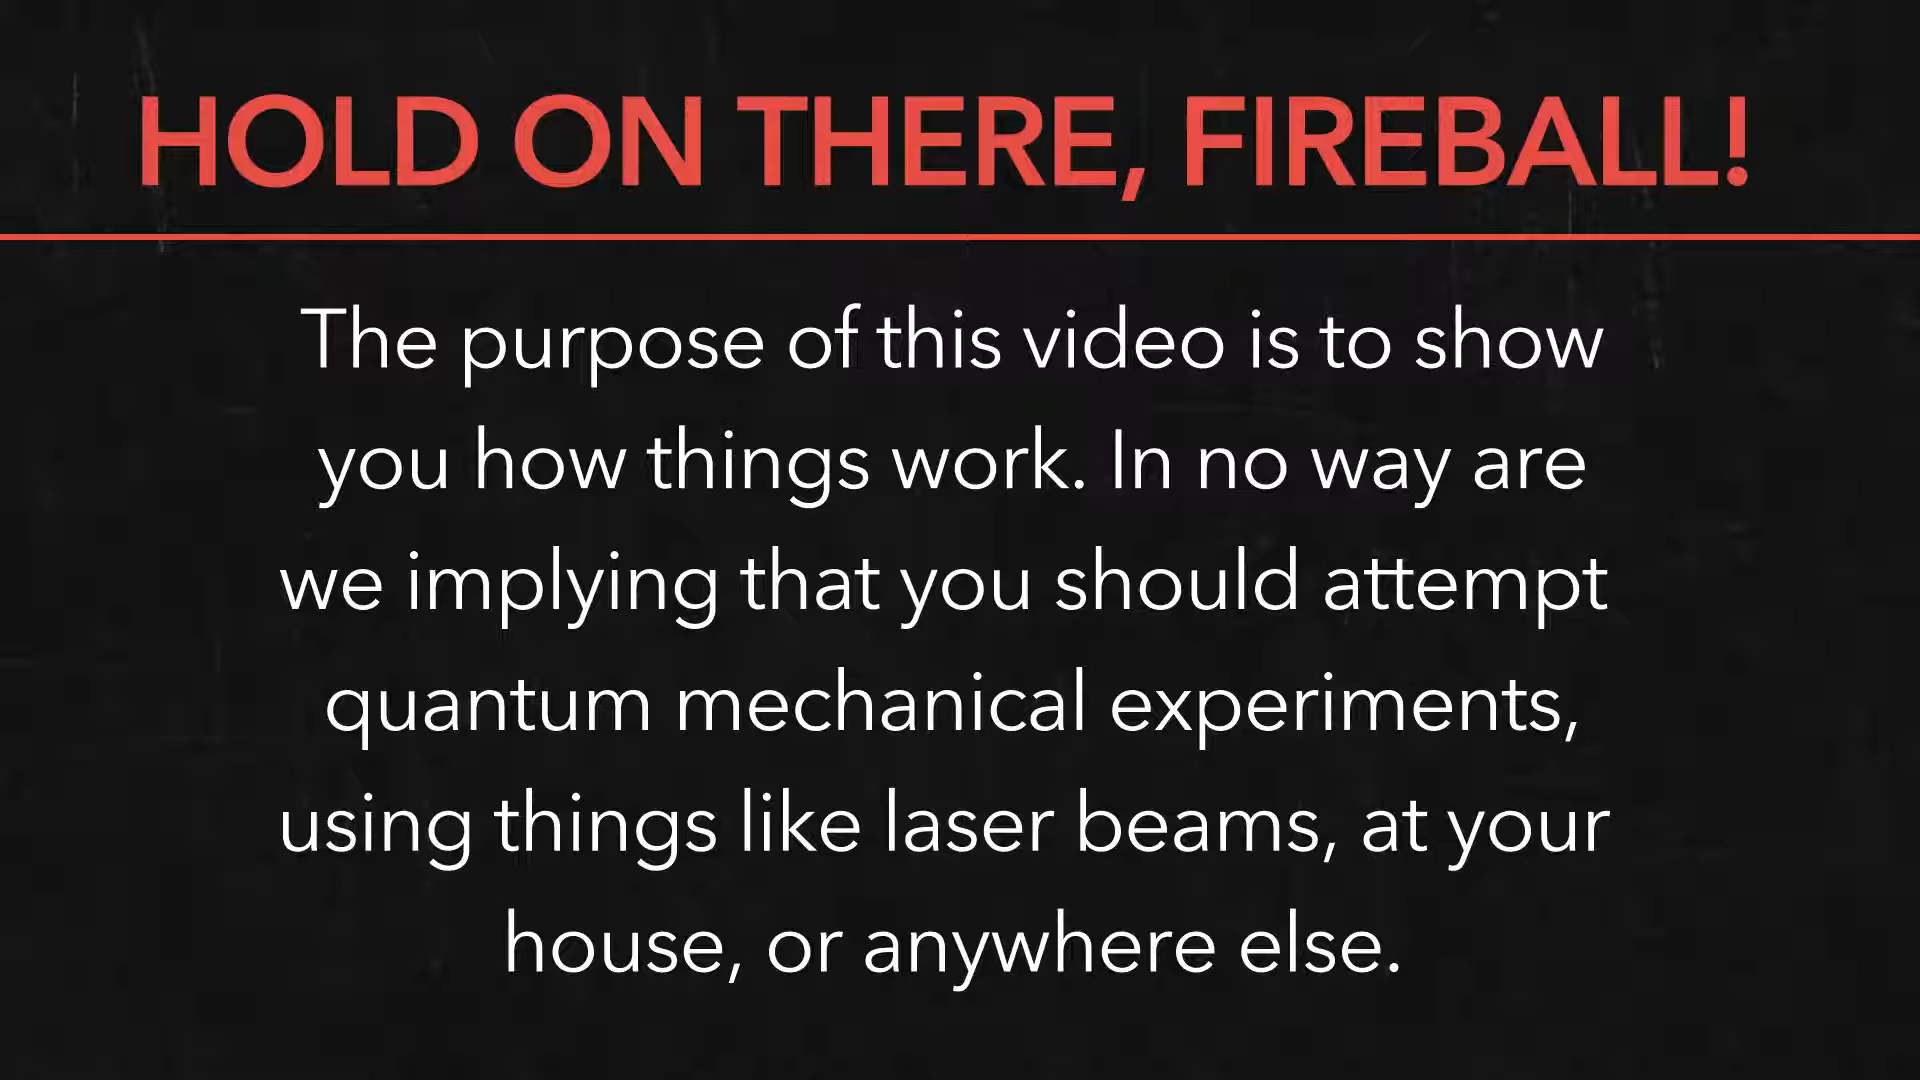 HOLD ON THERE, FIREBALL!
The purpose of this video is to show
you how things work. In no way are
we implying that you should attempt
quantum mechanical experiments,
using things like laser beams, at your
house, or anywhere else.